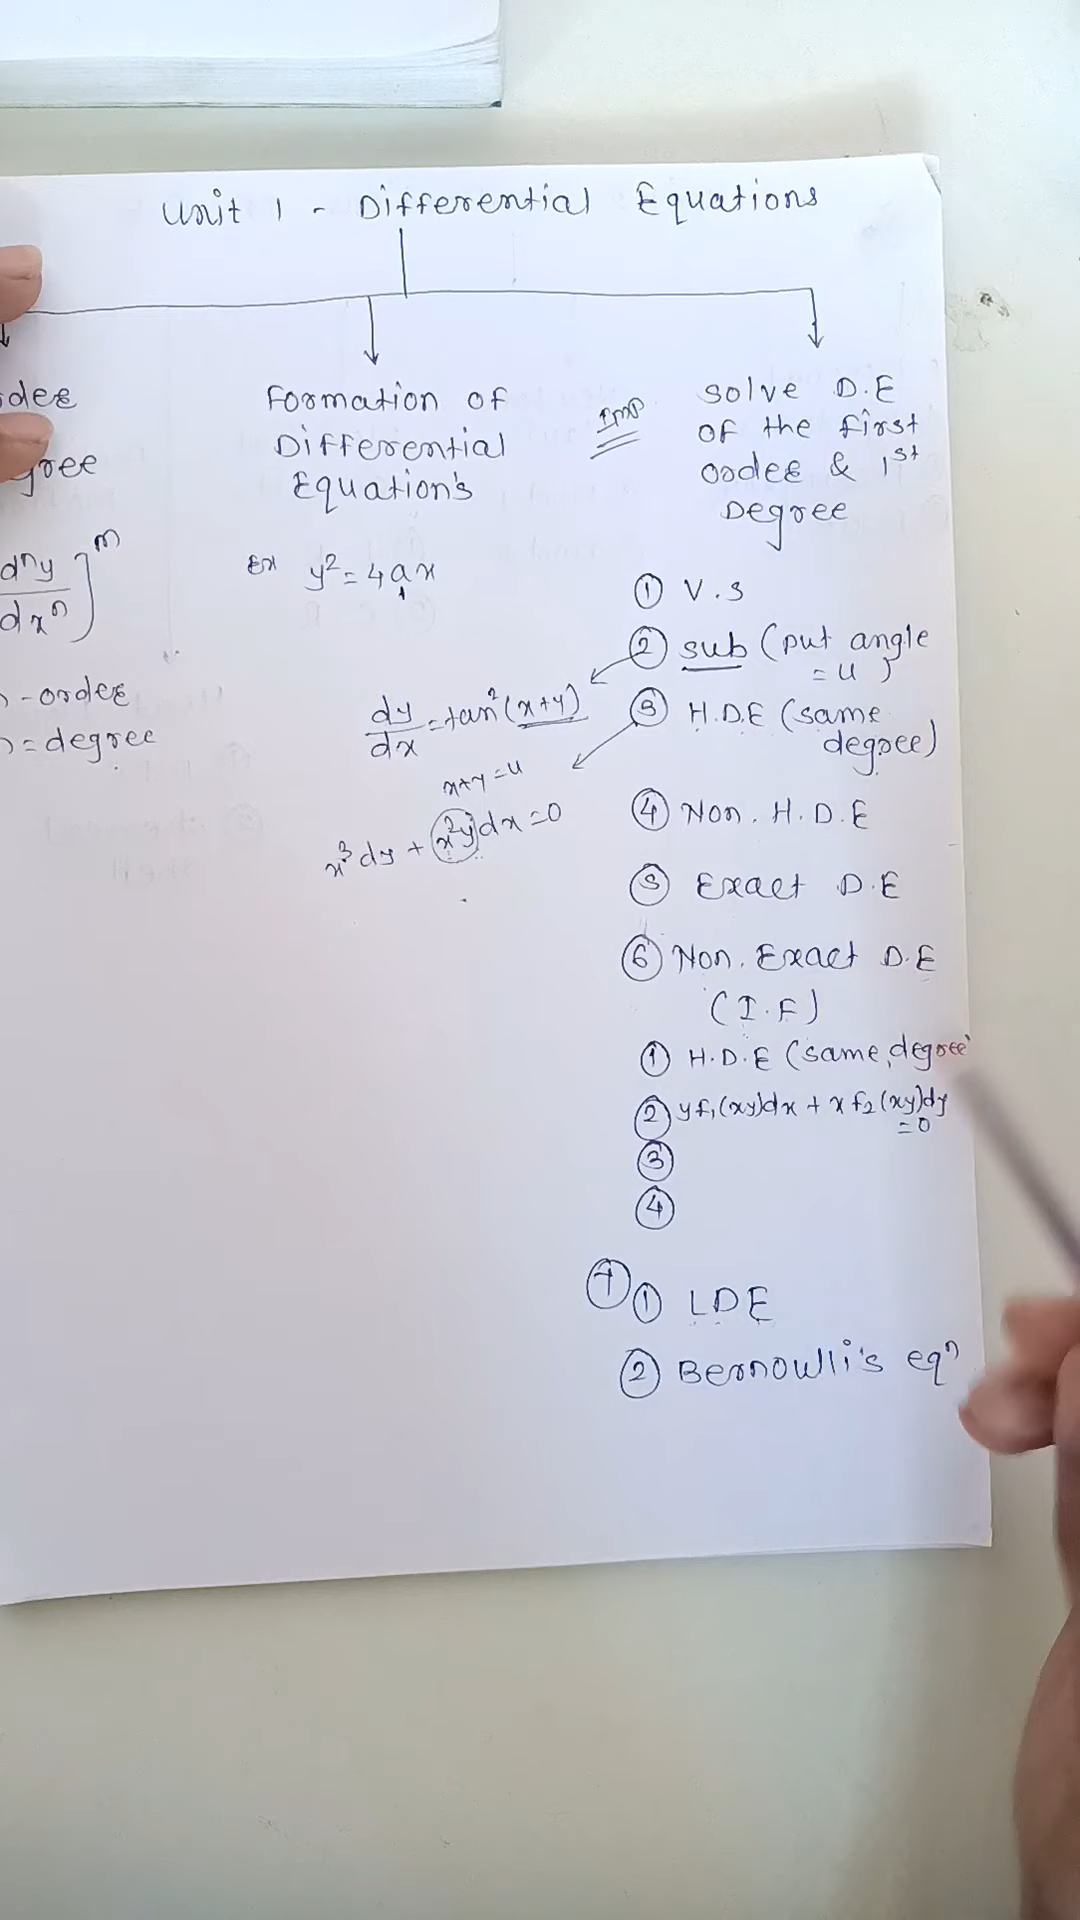 Unit 1 - Differential Equations
Order
Degree
dⁿy
dxⁿ
]ᵐ
n - order
m = degree
Formation of
Differential
Equation's
Ex y² = 4ax
1
Imp
Solve D.E
Of the first
Order & 1st
Degree
① V.S
② sub (put angle
= u)
dy/dx = tan²(x+y)
x+y = u
③ H.D.E (same
degree)
x³dy + x²y dx = 0
④ Non. H.D.E
⑤ Exact D.E
⑥ Non. Exact D.E
(I.F)
① H.D.E (same degree
② yf₁(xy)dx + xf₂(xy)dy
= 0
③
④
⑦ ① LDE
② Bernoulli's eqⁿ